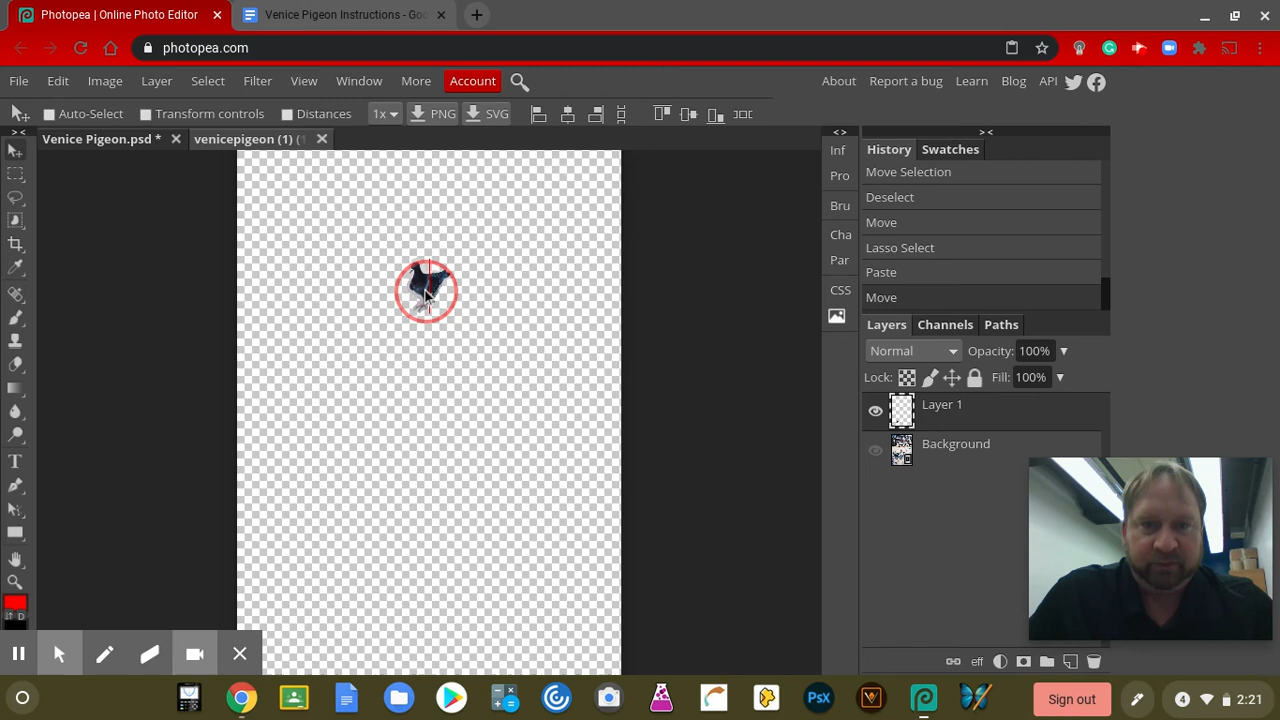 Photopea | Online Photo Editor
Venice Pigeon Instructions - Goo
photopea.com
File Edit Image Layer Select Filter View Window More Account
About Report a bug Learn Blog API
Auto-Select Transform controls Distances 1x PNG SVG
Venice Pigeon.psd *
venicepigeon (1) (
Inf
Pro
Bru
Cha
Par
CSS
History Swatches
Move Selection
Deselect
Move
Lasso Select
Paste
Move
Layers Channels Paths
Normal Opacity: 100%
Lock: Fill: 100%
Layer 1
Background
eff
T
D
PsX
Sign out
4
2:21